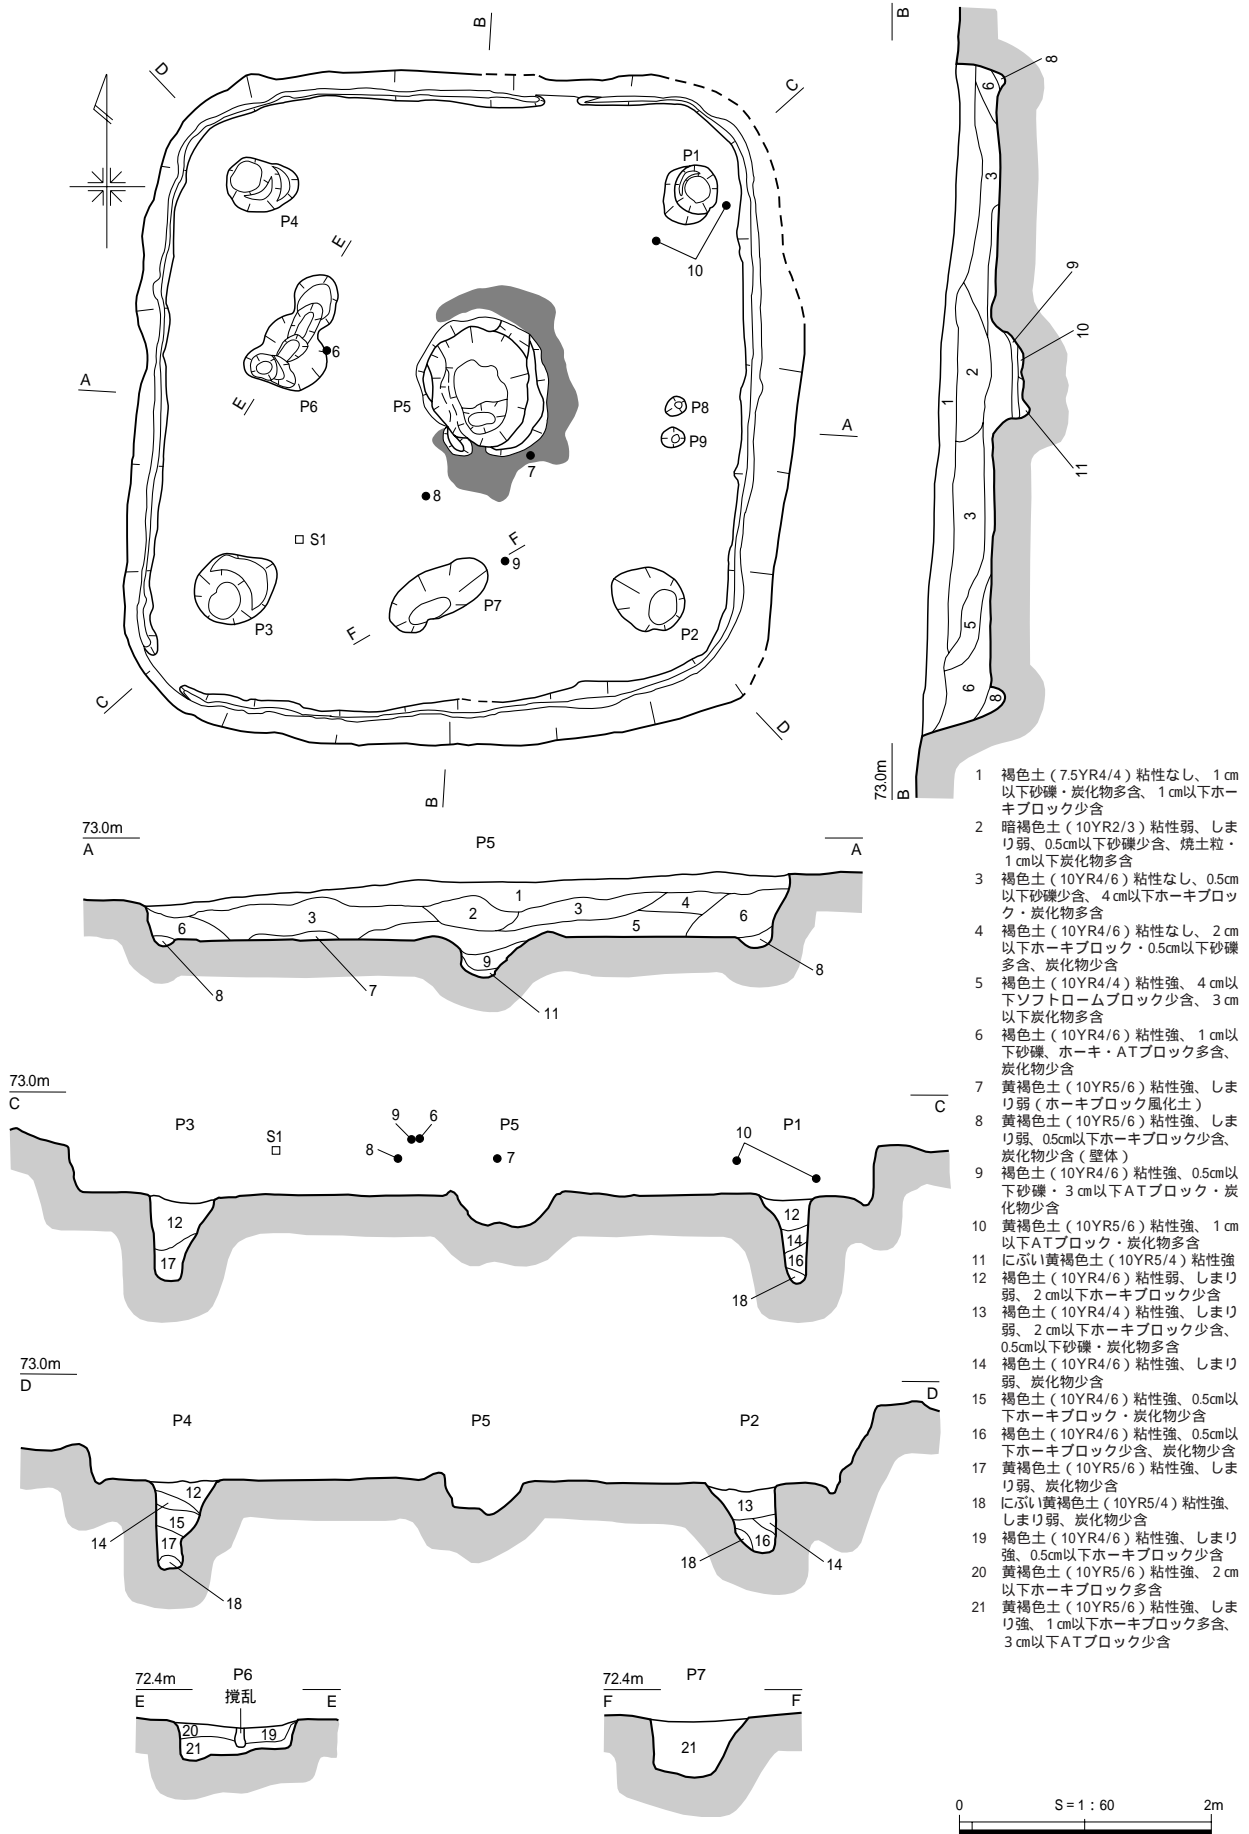 B
D
C
B
8
6
P1
P4
3
E
10
9
10
6
A
E
P6
P5
P8
P9
A
2
1
7
8
11
S1
F
9
3
P3
F
P7
P2
5
6
8
C
D
B
73.0m
B
73.0m
A
P5
A
1
2
3
3
4
5
6
6
9
8
7
11
8
73.0m
C
P3
S1
9
6
8
P5
7
10
P1
C
12
17
12
14
16
18
73.0m
D
P4
P5
P2
D
12
14
15
17
18
13
18
16
14
72.4m
E
P6
撹乱
E
20
19
21
72.4m
F
P7
F
21
1 褐色土(7.5YR4/4)粘性なし、1㎝
以下砂礫・炭化物多含、1㎝以下ホー
キブロック少含
2 暗褐色土(10YR2/3)粘性弱、しま
り弱、0.5㎝以下砂礫少含、焼土粒・
1㎝以下炭化物多含
3 褐色土(10YR4/6)粘性なし、0.5㎝
以下砂礫少含、4㎝以下ホーキブロッ
ク・炭化物多含
4 褐色土(10YR4/6)粘性なし、2㎝
以下ホーキブロック・0.5㎝以下砂礫
多含、炭化物少含
5 褐色土(10YR4/4)粘性強、4㎝以
下ソフトロームブロック少含、3㎝
以下炭化物多含
6 褐色土(10YR4/6)粘性強、1㎝以
下砂礫、ホーキ・ATブロック多含、
炭化物少含
7 黄褐色土(10YR5/6)粘性強、しま
り弱(ホーキブロック風化土)
8 黄褐色土(10YR5/6)粘性強、しま
り弱、0.5㎝以下ホーキブロック少含、
炭化物少含(壁体)
9 褐色土(10YR4/6)粘性強、0.5㎝以
下砂礫・3㎝以下ATブロック・炭
化物少含
10 黄褐色土(10YR5/6)粘性強、1㎝
以下ATブロック・炭化物多含
11 にぶい黄褐色土(10YR5/4)粘性強
12 褐色土(10YR4/6)粘性弱、しまり
弱、2㎝以下ホーキブロック少含
13 褐色土(10YR4/4)粘性強、しまり
弱、2㎝以下ホーキブロック少含、
0.5㎝以下砂礫・炭化物多含
14 褐色土(10YR4/6)粘性強、しまり
弱、炭化物少含
15 褐色土(10YR4/6)粘性強、0.5㎝以
下ホーキブロック・炭化物少含
16 褐色土(10YR4/6)粘性強、0.5㎝以
下ホーキブロック少含、炭化物少含
17 黄褐色土(10YR5/6)粘性強、しま
り弱、炭化物少含
18 にぶい黄褐色土(10YR5/4)粘性強、
しまり弱、炭化物少含
19 褐色土(10YR4/6)粘性強、しまり
強、0.5㎝以下ホーキブロック少含
20 黄褐色土(10YR5/6)粘性強、2㎝
以下ホーキブロック多含
21 黄褐色土(10YR5/6)粘性強、しま
り強、1㎝以下ホーキブロック多含、
3㎝以下ATブロック少含
0 S=1:60 2m